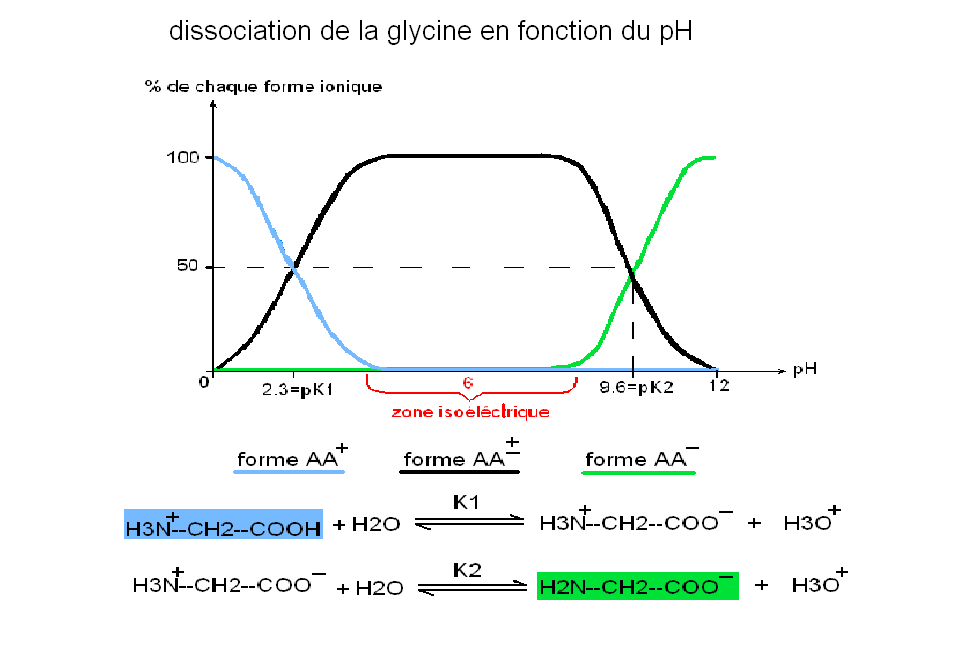 dissociation de la glycine en fonction du pH
% de chaque forme ionique
100
50
0
2.3=pK1
6
9.6=pK2
12
pH
zone isoéléctrique
forme AA+
forme AA±
forme AA−
H3N+--CH2--COOH + H2O ⇌ K1 H3N+--CH2--COO− + H3O+
H3N+--CH2--COO− + H2O ⇌ K2 H2N--CH2--COO− + H3O+